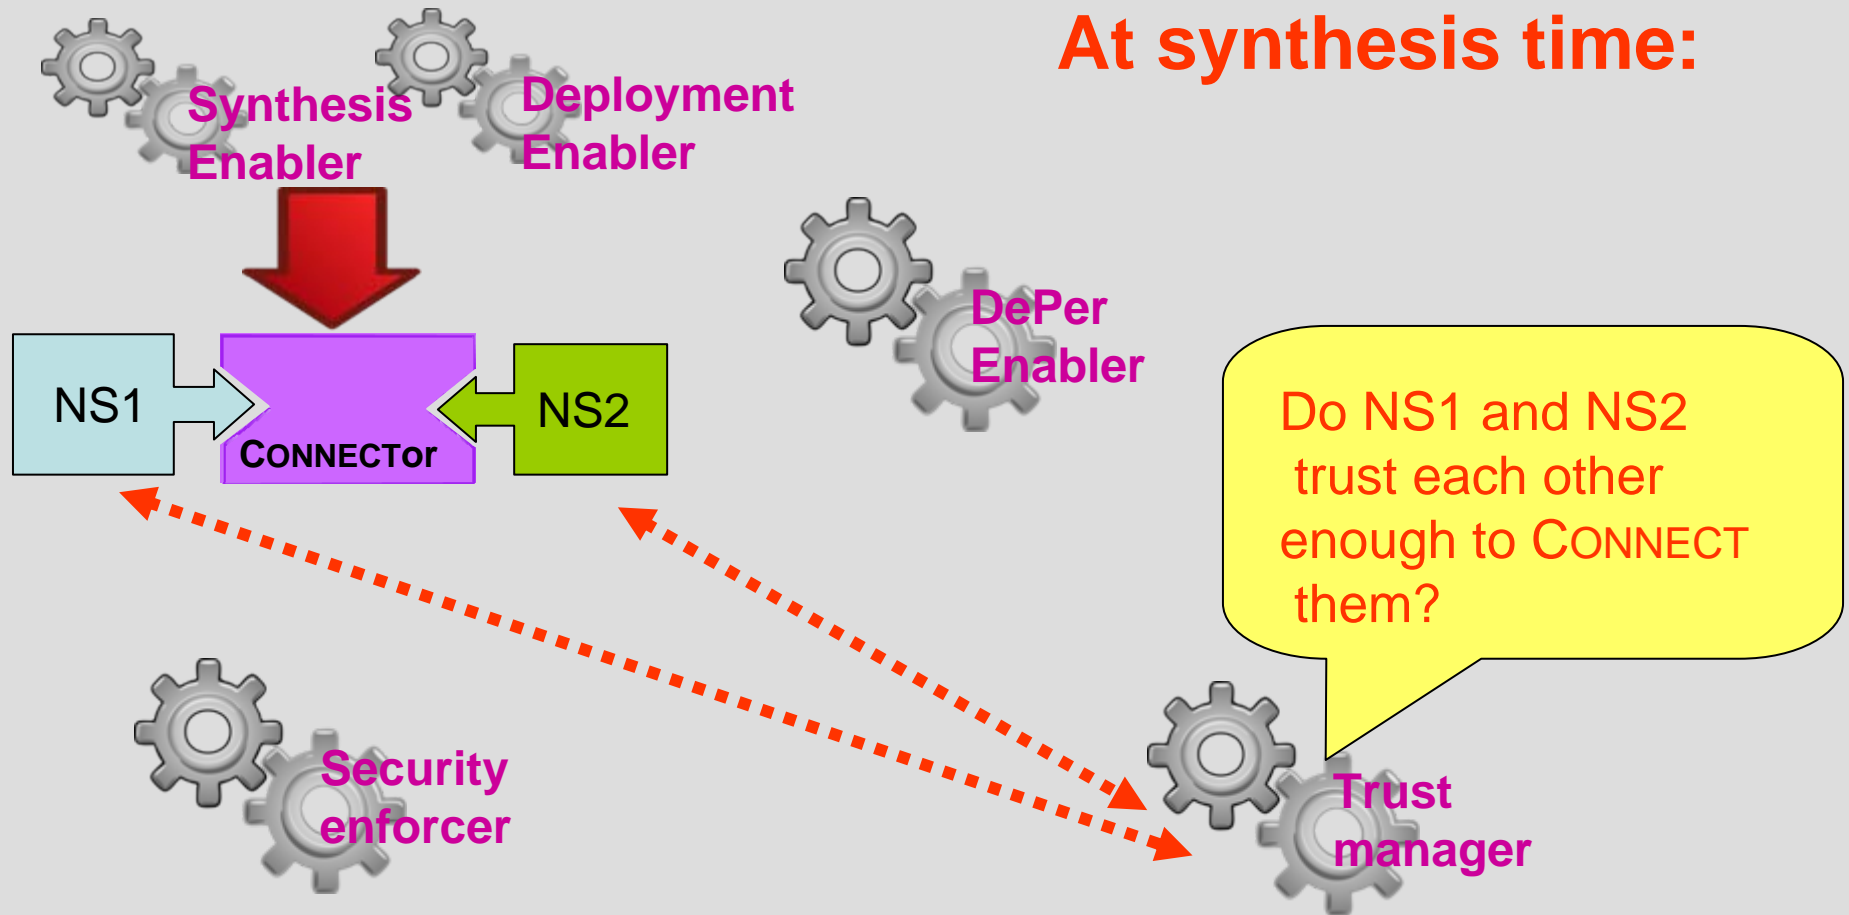 At synthesis time:
Synthesis
Enabler
Deployment
Enabler
DePer
Enabler
NS1
CONNECTor
NS2
Do NS1 and NS2
trust each other
enough to CONNECT
them?
Security
enforcer
Trust
manager